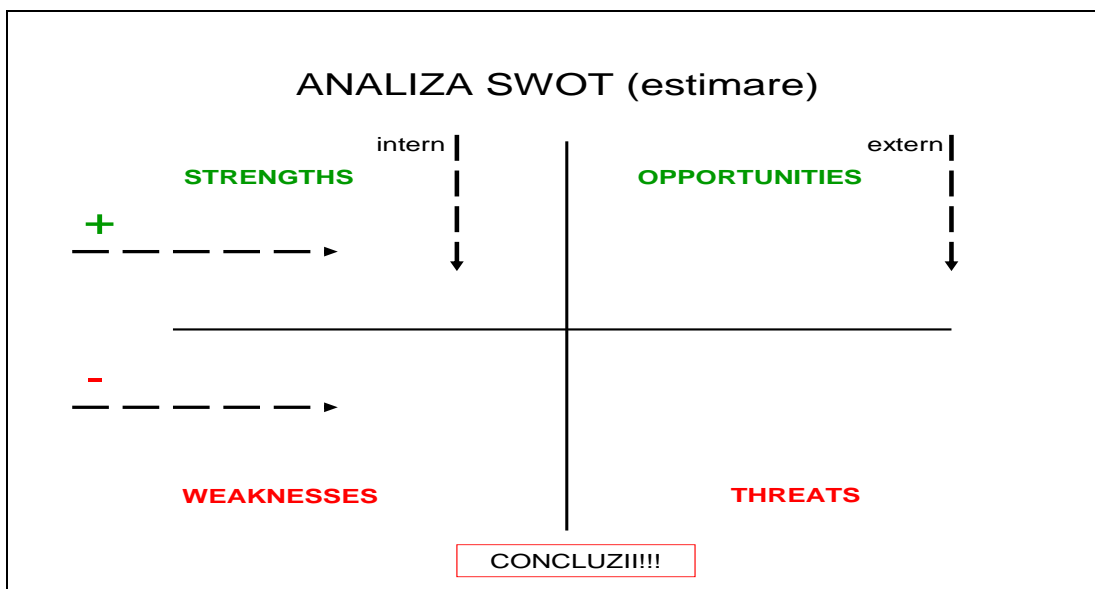 ANALIZA SWOT (estimare)
intern
extern
STRENGTHS
OPPORTUNITIES
+
-
WEAKNESSES
THREATS
CONCLUZII!!!